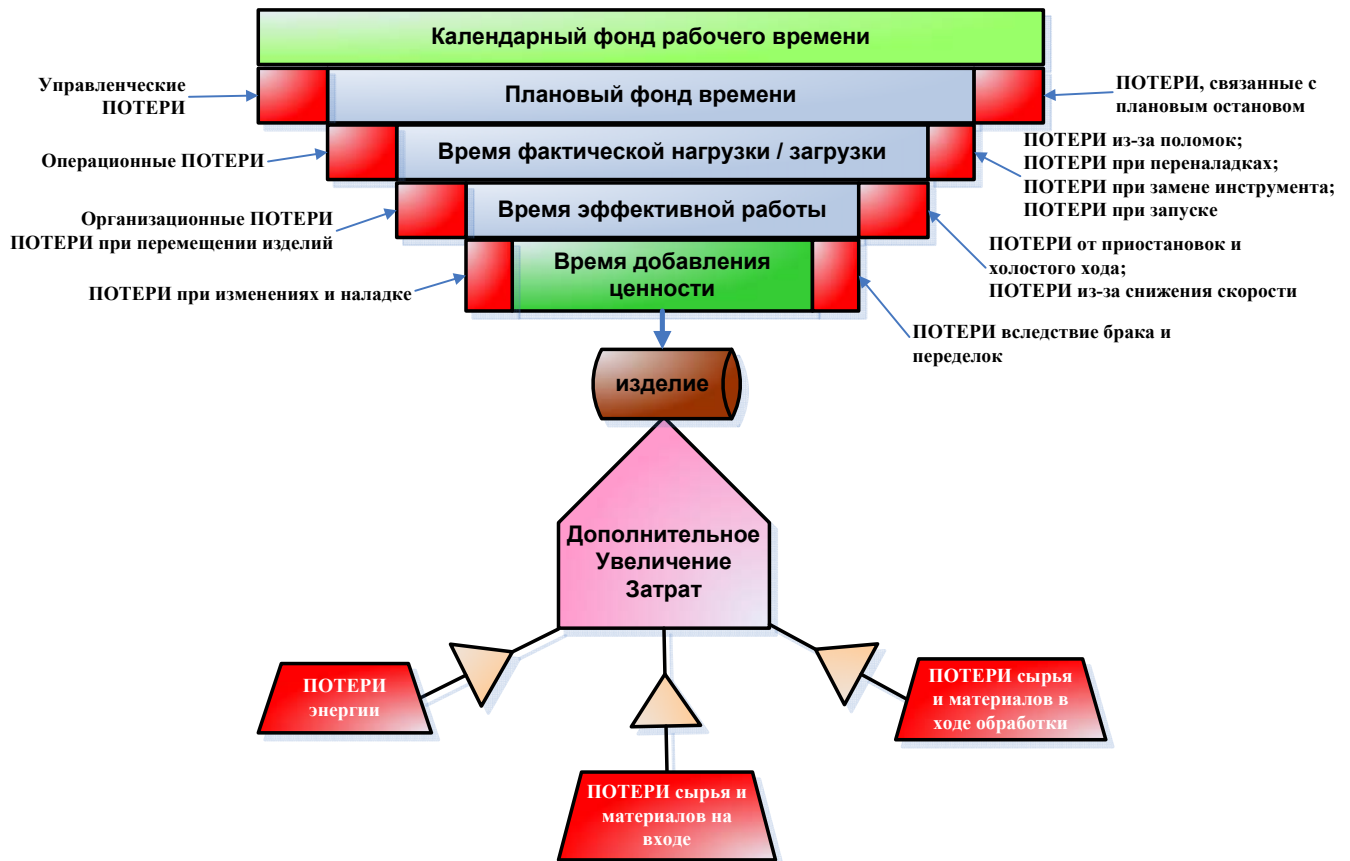 Календарный фонд рабочего времени
Управленческие
ПОТЕРИ
Плановый фонд времени
ПОТЕРИ, связанные с
плановым остановом
Операционные ПОТЕРИ
Время фактической нагрузки / загрузки
ПОТЕРИ из-за поломок;
ПОТЕРИ при переналадках;
ПОТЕРИ при замене инструмента;
ПОТЕРИ при запуске
Организационные ПОТЕРИ
ПОТЕРИ при перемещении изделий
Время эффективной работы
ПОТЕРИ от приостановок и
холостого хода;
ПОТЕРИ из-за снижения скорости
ПОТЕРИ при изменениях и наладке
Время добавления
ценности
ПОТЕРИ вследствие брака и
переделок
изделие
Дополнительное
Увеличение
Затрат
ПОТЕРИ
энергии
ПОТЕРИ сырья и
материалов на
входе
ПОТЕРИ сырья
и материалов в
ходе обработки